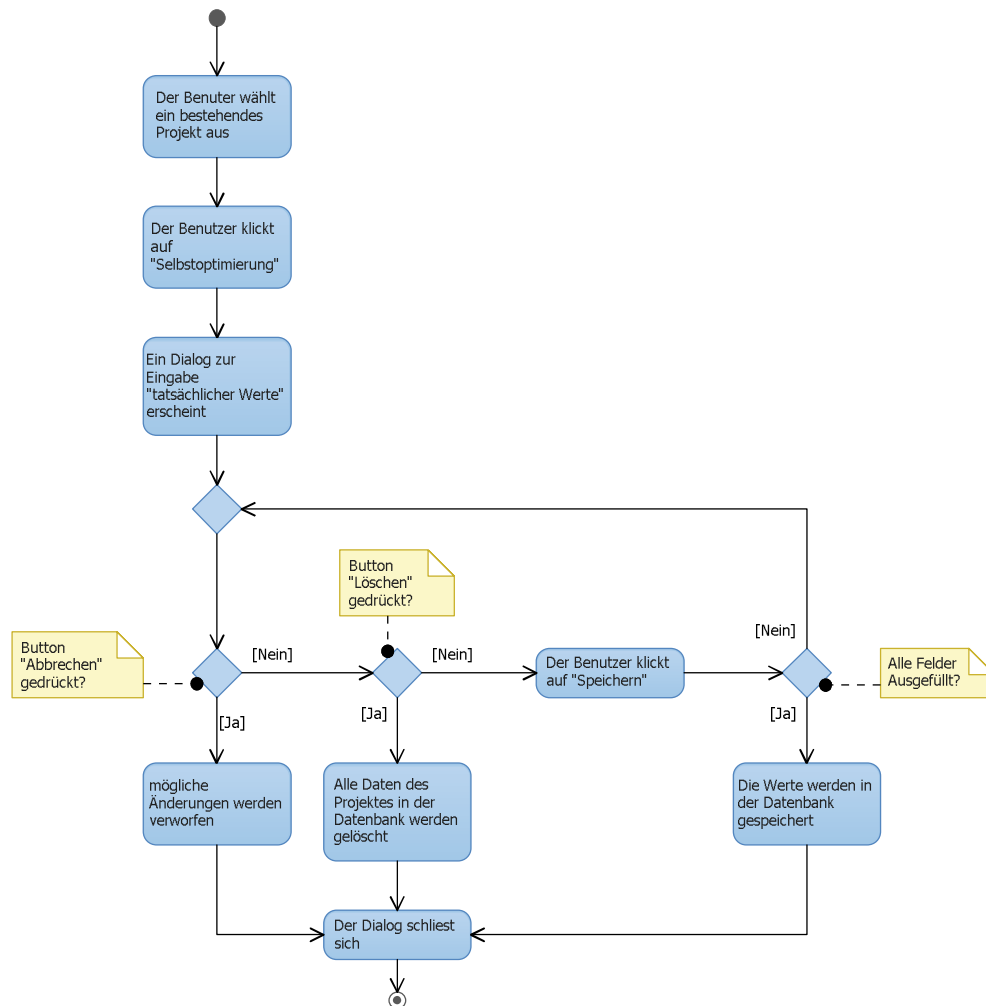 Der Benuter wählt
ein bestehendes
Projekt aus
Der Benutzer klickt
auf
"Selbstoptimierung"
Ein Dialog zur
Eingabe
"tatsächlicher Werte"
erscheint
Button
"Löschen"
gedrückt?
Button
"Abbrechen"
gedrückt?
[Nein]
[Nein]
Der Benutzer klickt
auf "Speichern"
[Nein]
Alle Felder
Ausgefüllt?
[Ja]
[Ja]
[Ja]
mögliche
Änderungen werden
verworfen
Alle Daten des
Projektes in der
Datenbank werden
gelöscht
Die Werte werden in
der Datenbank
gespeichert
Der Dialog schliest
sich